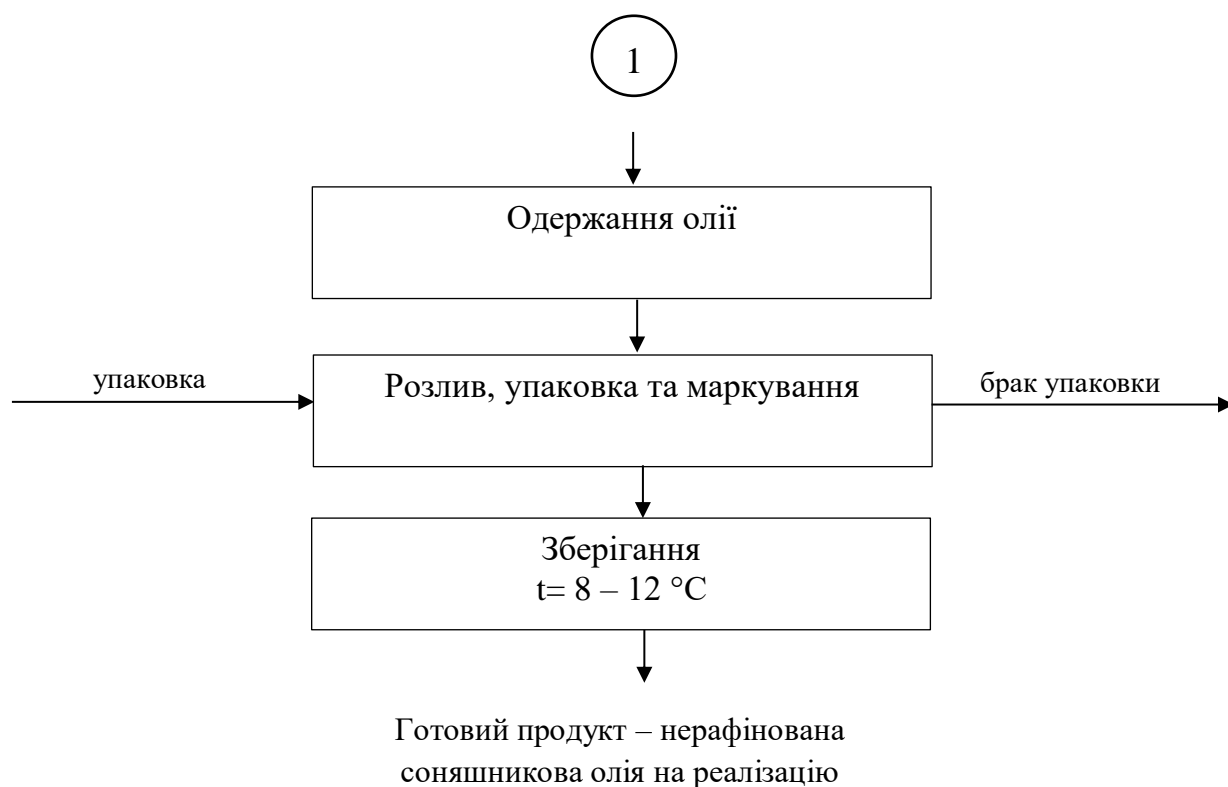 1
Одержання олії
упаковка
Розлив, упаковка та маркування
брак упаковки
Зберігання
t= 8 – 12 °C
Готовий продукт – нерафінована
соняшникова олія на реалізацію